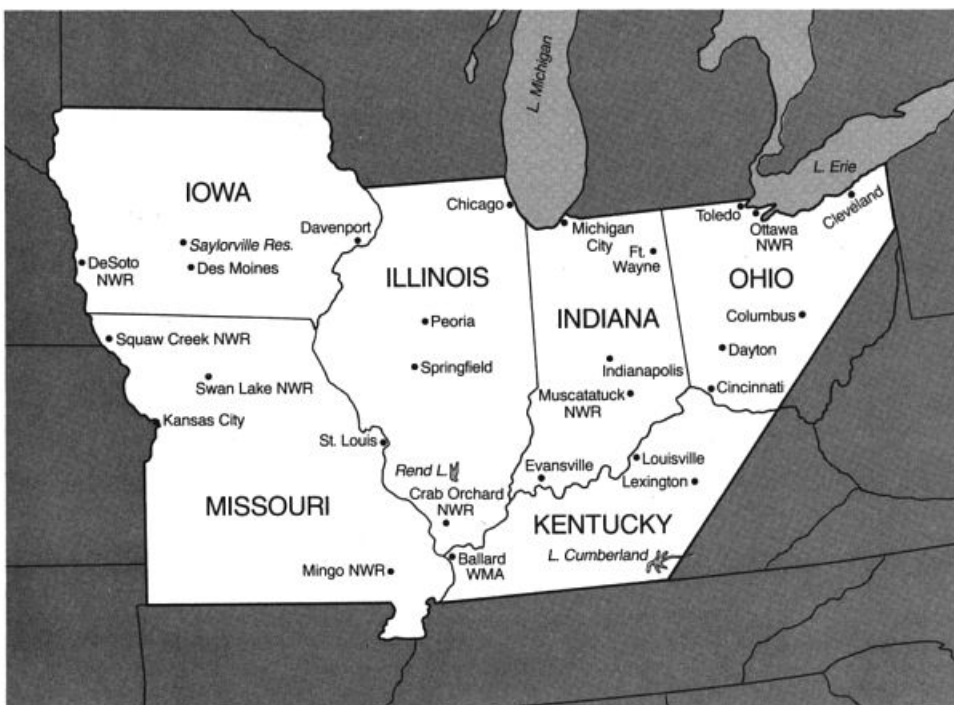 L. Michigan
L. Erie
IOWA
Chicago
Toledo
Cleveland
Davenport
Michigan
City
Ottawa
NWR
Saylorville Res.
DeSoto
NWR
Des Moines
ILLINOIS
Ft.
Wayne
OHIO
Peoria
INDIANA
Columbus
Squaw Creek NWR
Springfield
Indianapolis
Dayton
Swan Lake NWR
Muscatatuck
NWR
Cincinnati
Kansas City
St. Louis
Rend L.
Evansville
Louisville
Lexington
MISSOURI
Crab Orchard
NWR
KENTUCKY
Mingo NWR
Ballard
WMA
L. Cumberland